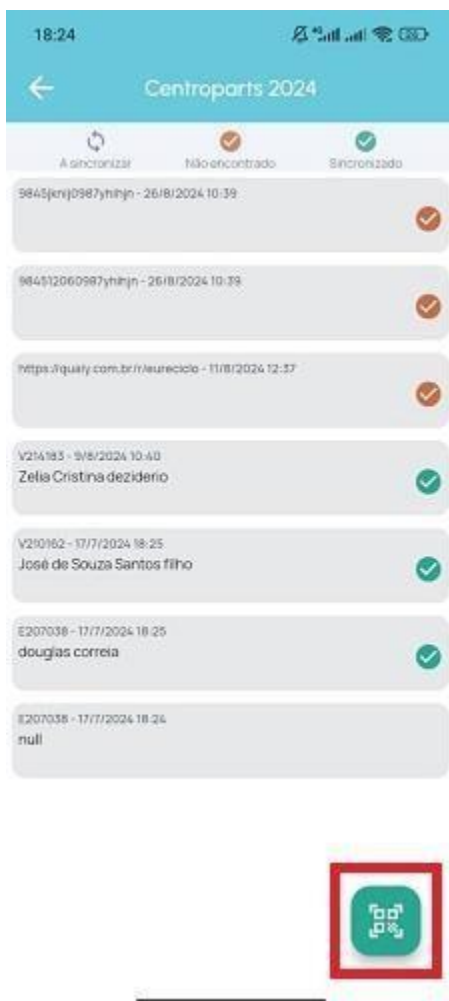 18:24
Centroparts 2024
A sincronizar
Não encontrado
Sincronizado
26/8/2024 10:39
984512060987yhihjn - 26/8/2024 10:39
https://qualy.com.br/r/eureciclo - 11/8/2024 12:37
V214183 - 9/8/2024 10:40
Zelia Cristina deziderio
V210162 - 17/7/2024 18:25
José de Souza Santos filho
E207038 - 17/7/2024 18:25
douglas correia
E207038 - 17/7/2024 18:24
null